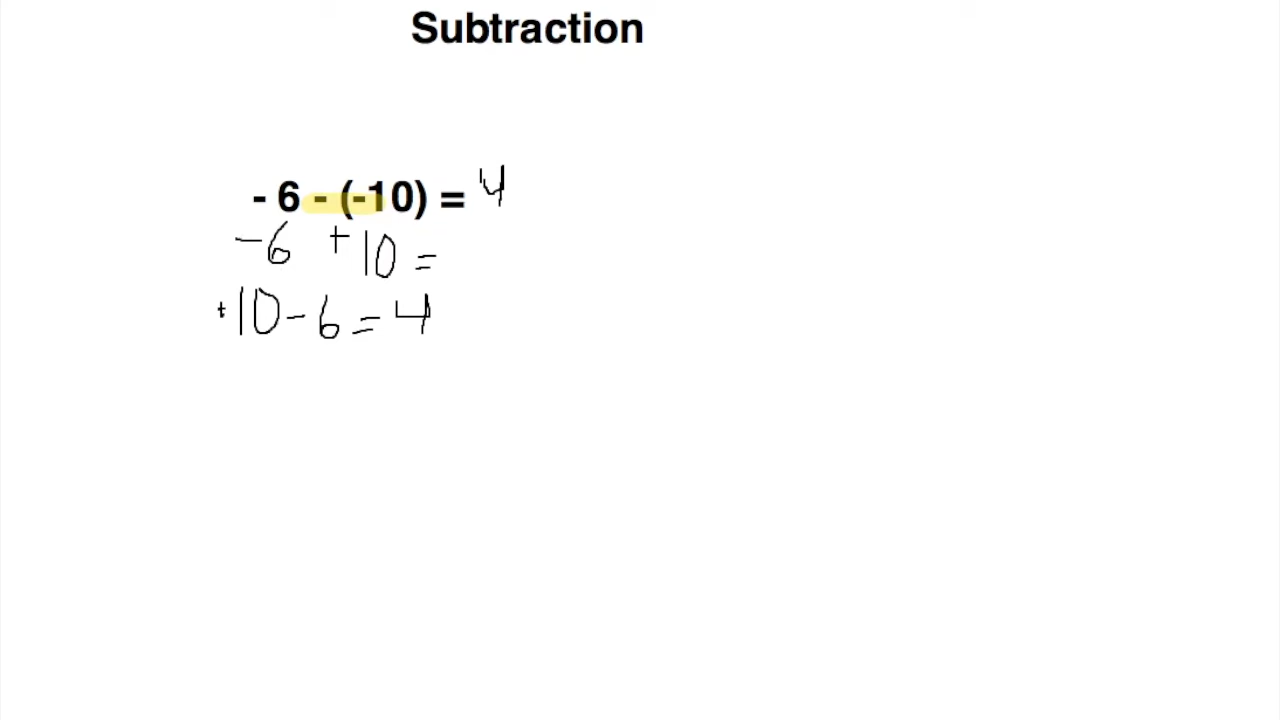 Subtraction
- 6 - (-10) = 4
-6 +10 =
+10-6=4